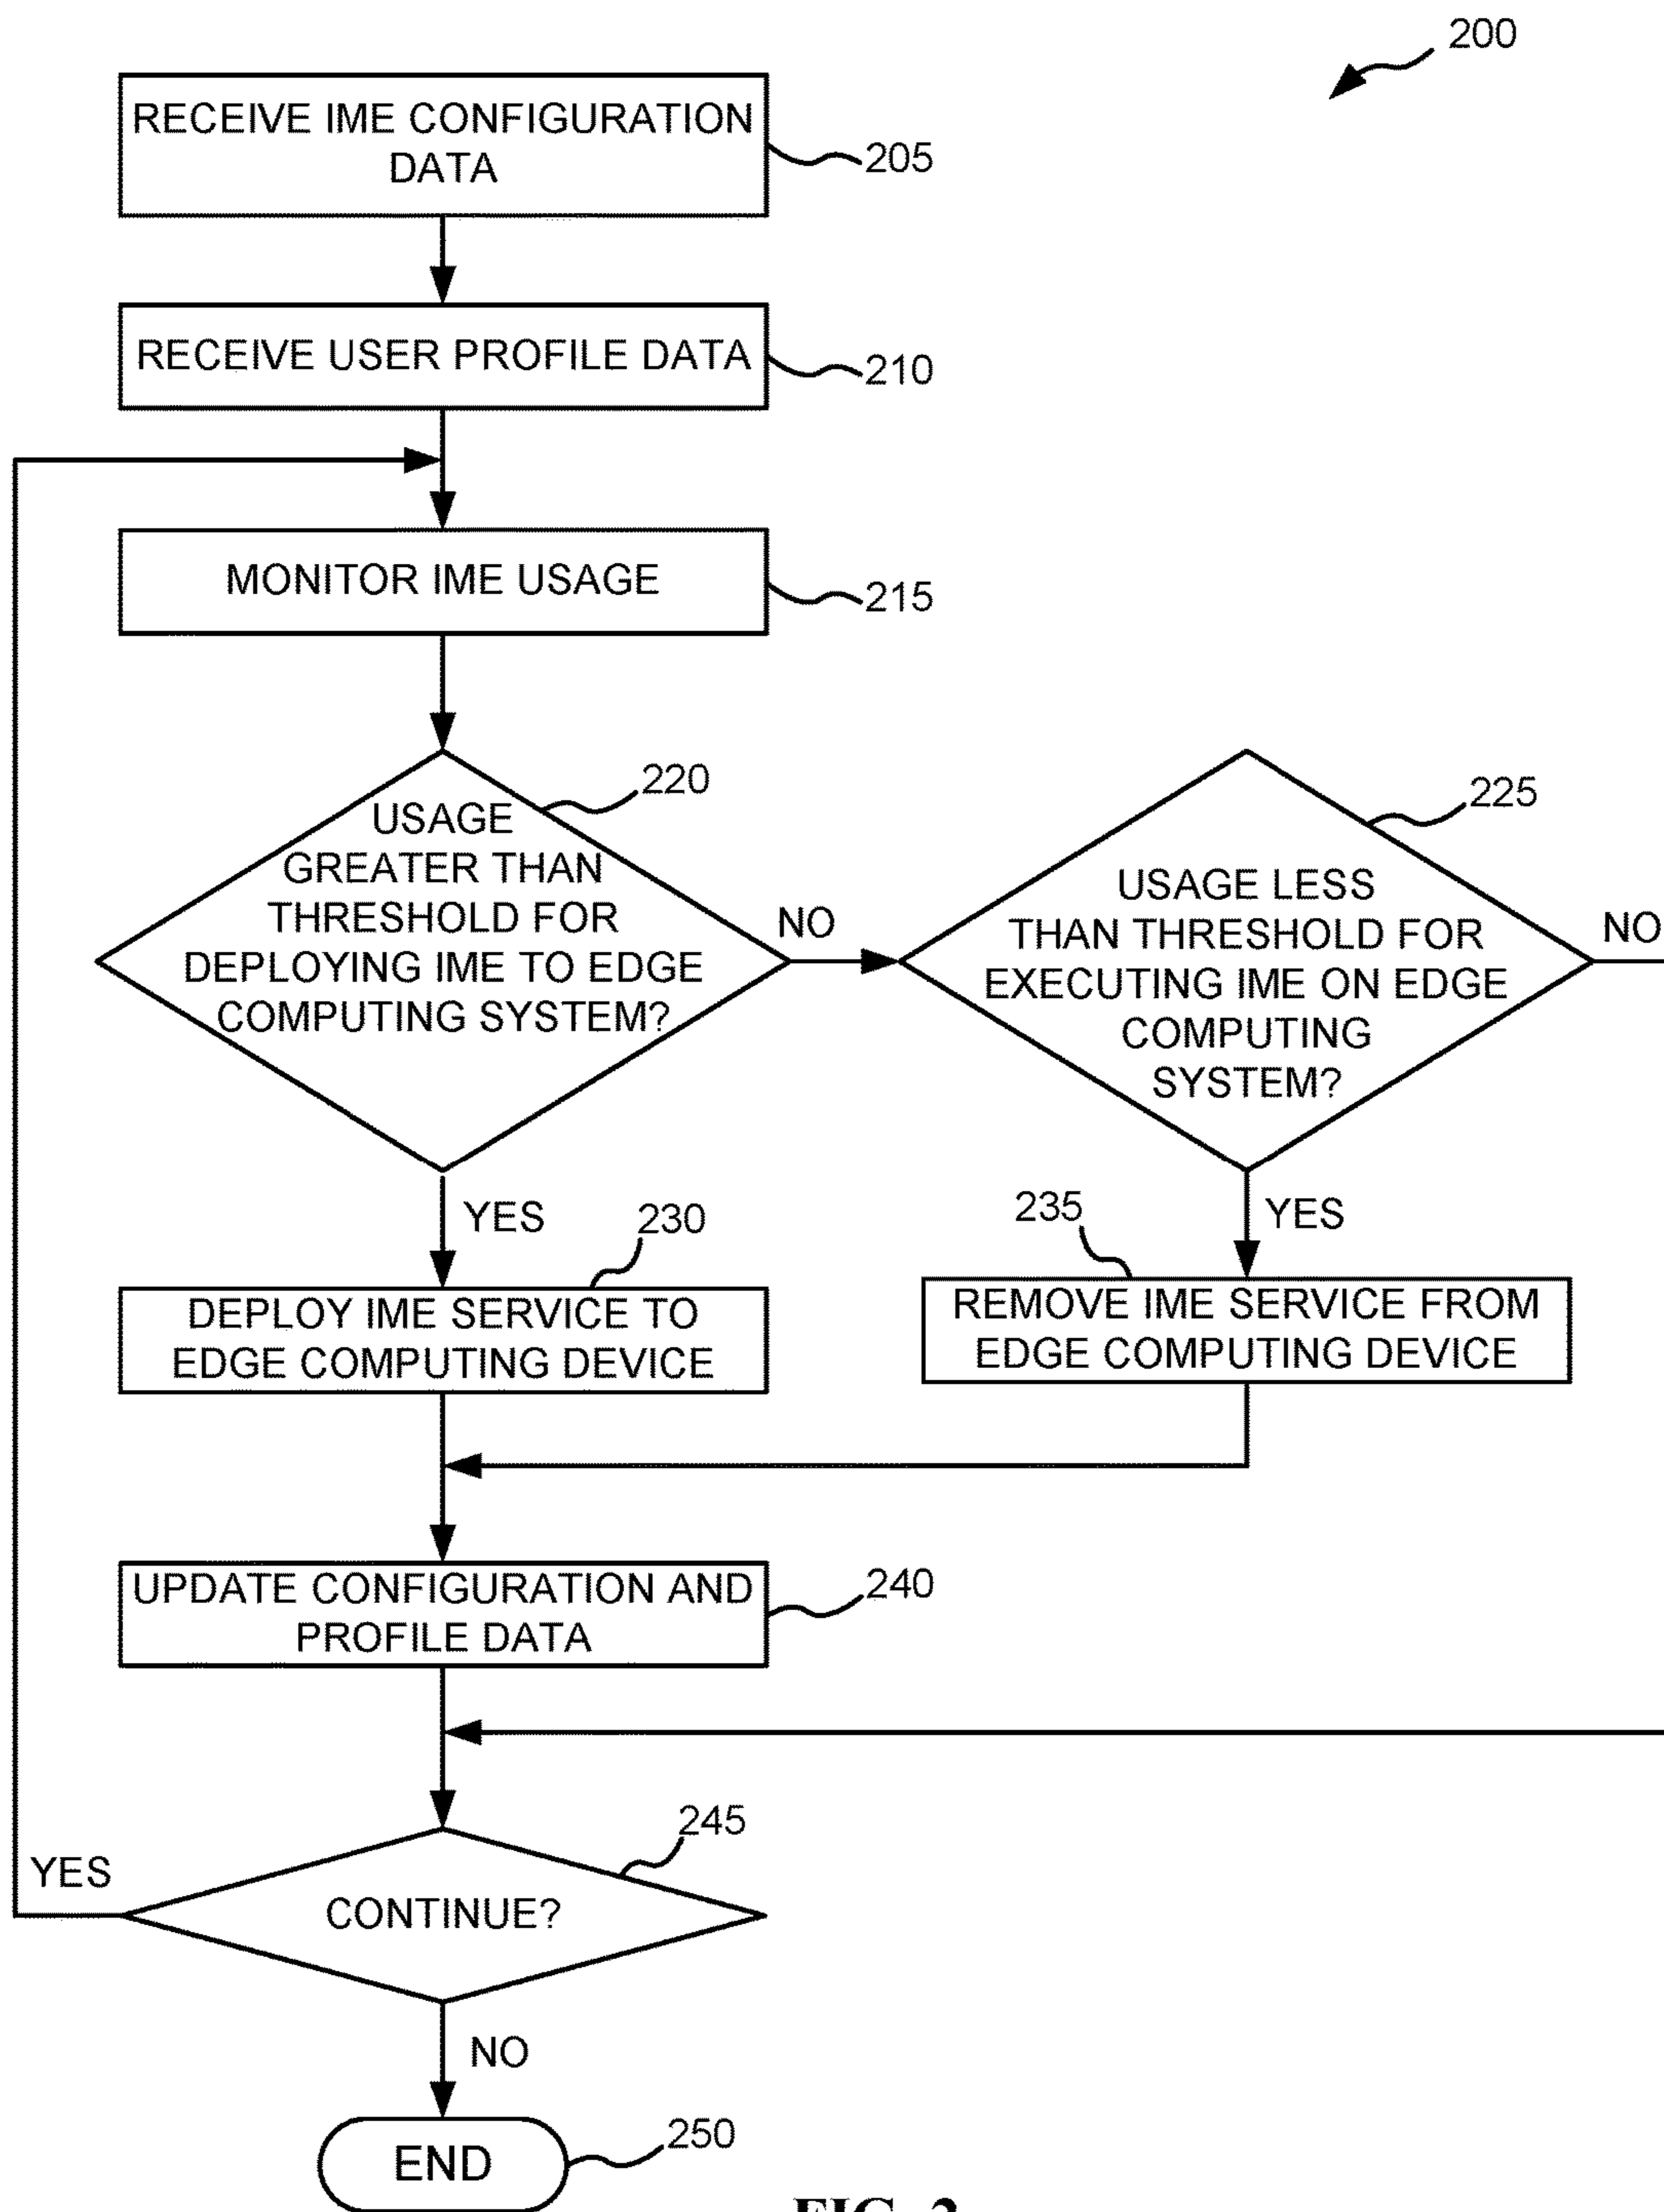 200
RECEIVE IME CONFIGURATION
DATA
205
RECEIVE USER PROFILE DATA
210
MONITOR IME USAGE
215
220
USAGE
GREATER THAN
THRESHOLD FOR
DEPLOYING IME TO EDGE
COMPUTING SYSTEM?
NO
225
USAGE LESS
THAN THRESHOLD FOR
EXECUTING IME ON EDGE
COMPUTING
SYSTEM?
NO
YES
230
DEPLOY IME SERVICE TO
EDGE COMPUTING DEVICE
235
YES
REMOVE IME SERVICE FROM
EDGE COMPUTING DEVICE
UPDATE CONFIGURATION AND
PROFILE DATA
240
245
YES
CONTINUE?
NO
END
250
FIG. 2